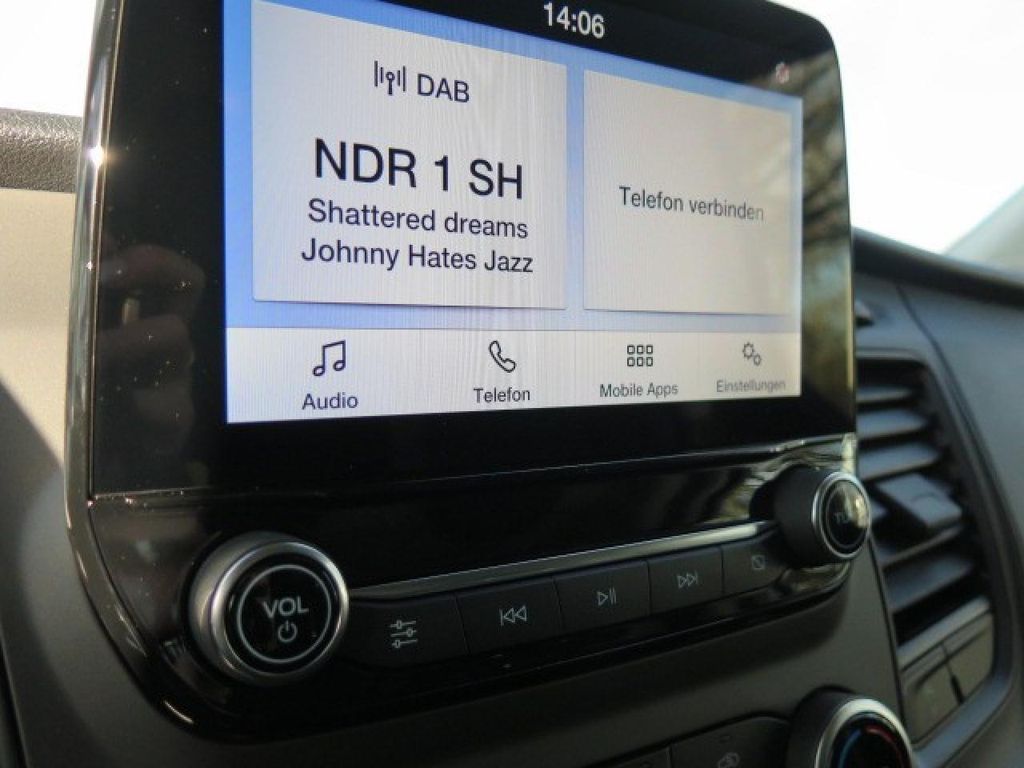 14:06
DAB
NDR 1 SH
Shattered dreams
Johnny Hates Jazz
Telefon verbinden
Audio
Telefon
Mobile Apps
Einstellungen
VOL